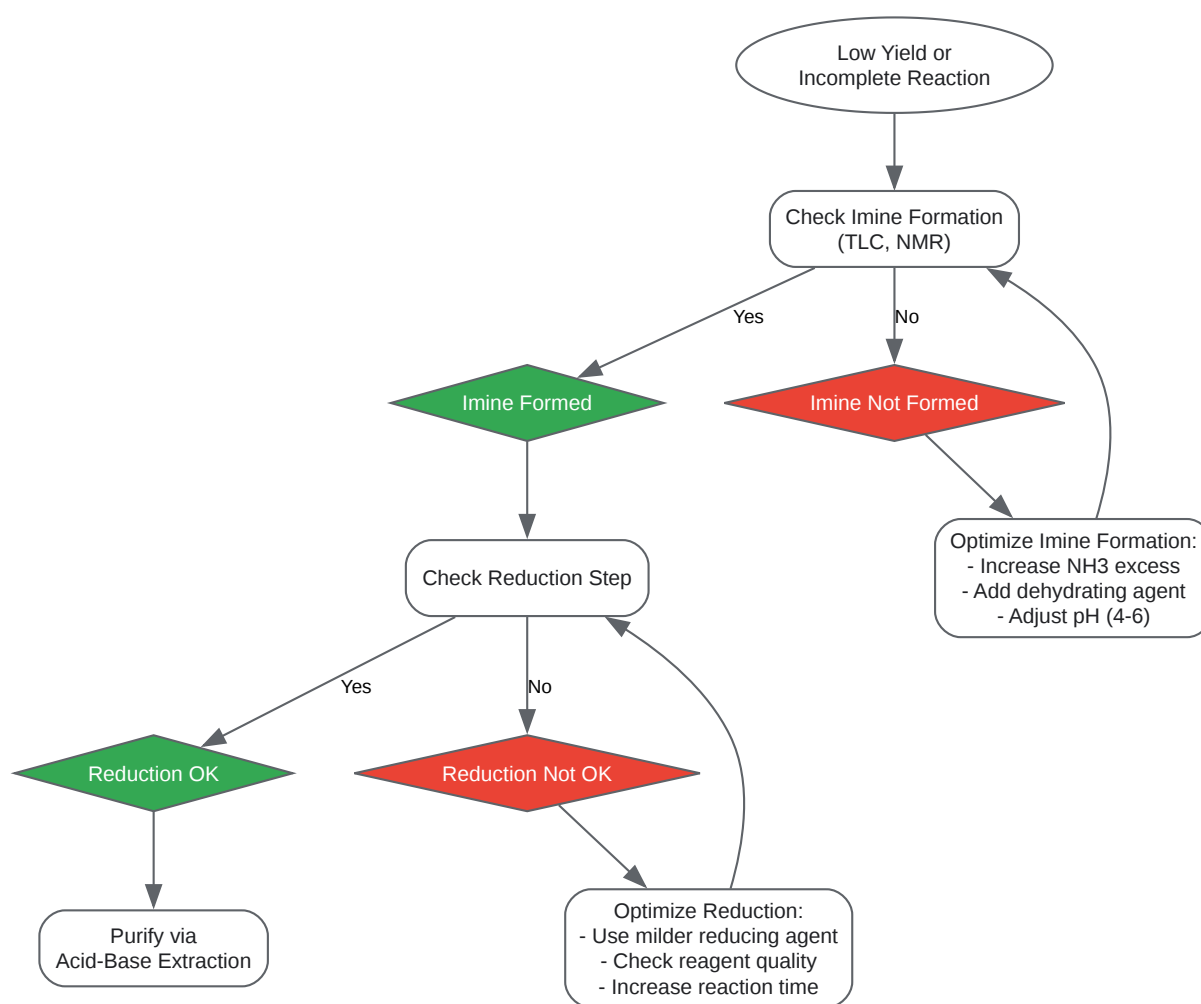 Low Yield or
Incomplete Reaction
Check Imine Formation
(TLC, NMR)
Yes
No
Imine Formed
Imine Not Formed
Optimize Imine Formation:
- Increase NH3 excess
- Add dehydrating agent
- Adjust pH (4-6)
Check Reduction Step
Yes
No
Reduction OK
Reduction Not OK
Purify via
Acid-Base Extraction
Optimize Reduction:
- Use milder reducing agent
- Check reagent quality
- Increase reaction time